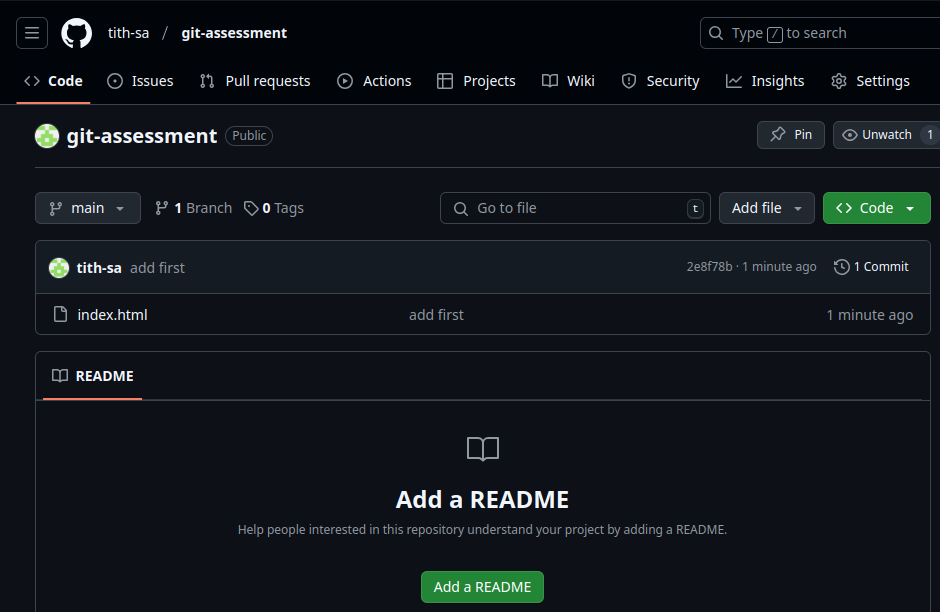 tith-sa / git-assessment
Type / to search
Code Issues Pull requests Actions Projects Wiki Security Insights Settings
git-assessment Public Pin Unwatch 1
main 1 Branch 0 Tags Go to file t Add file Code
tith-sa add first 2e8f78b · 1 minute ago 1 Commit
index.html add first 1 minute ago
README
Add a README
Help people interested in this repository understand your project by adding a README.
Add a README